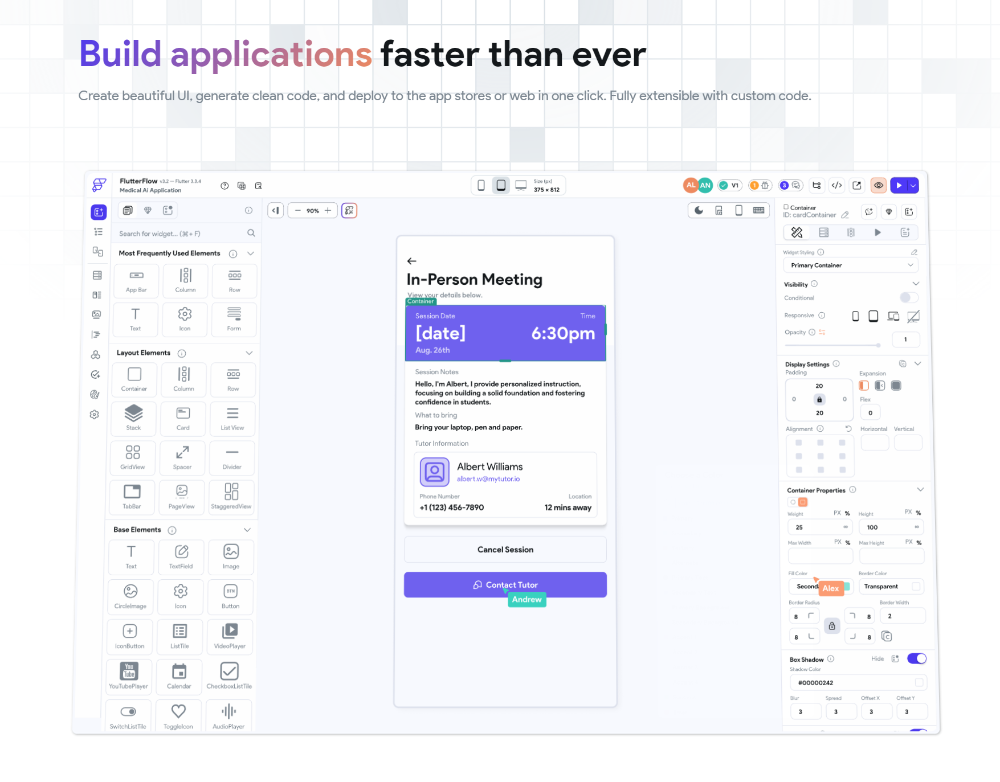 Build applications faster than ever
Create beautiful UI, generate clean code, and deploy to the app stores or web in one click. Fully extensible with custom code.
FlutterFlow v3.2 — Flutter 3.3.4
Medical Ai Application
Size (px)
375 × 812
AL AN V1 1 3
Search for widget... (⌘+ F)
Most Frequently Used Elements
App Bar Column Row
Text Icon Form
Layout Elements
Container Column Row
Stack Card List View
GridView Spacer Divider
TabBar PageView StaggeredView
Base Elements
Text TextField Image
CircleImage Icon BTN Button
IconButton ListTile VideoPlayer
You Tube
YouTubePlayer Calendar CheckboxListTile
SwitchListTile ToggleIcon AudioPlayer
90%
In-Person Meeting
View your details below.
Container
Session Date Time
[date] 6:30pm
Aug. 26th
Session Notes
Hello, I'm Albert, I provide personalized instruction,
focusing on building a solid foundation and fostering
confidence in students.
What to bring
Bring your laptop, pen and paper.
Tutor Information
Albert Williams
albert.w@mytutor.io
Phone Number Location
+1 (123) 456-7890 12 mins away
Cancel Session
Contact Tutor
Andrew
Container
ID: cardContainer
Widget Styling
Primary Container
Visibility
Conditional
Responsive
Opacity
1
Display Settings
Padding Expansion
20
0 0
20
Flex
0
Alignment Horizontal Vertical
Container Properties
Weight PX % Height PX %
25 ∞ 100 ∞
Max Width PX % Max Height PX %
Fill Color Border Color
Seconda Transparent
Alex
Border Radius Border Width
8 8 2
8 8
Box Shadow Hide
Shadow Color
#00000242
Blur Spread Offset X Offset Y
3 3 3 3